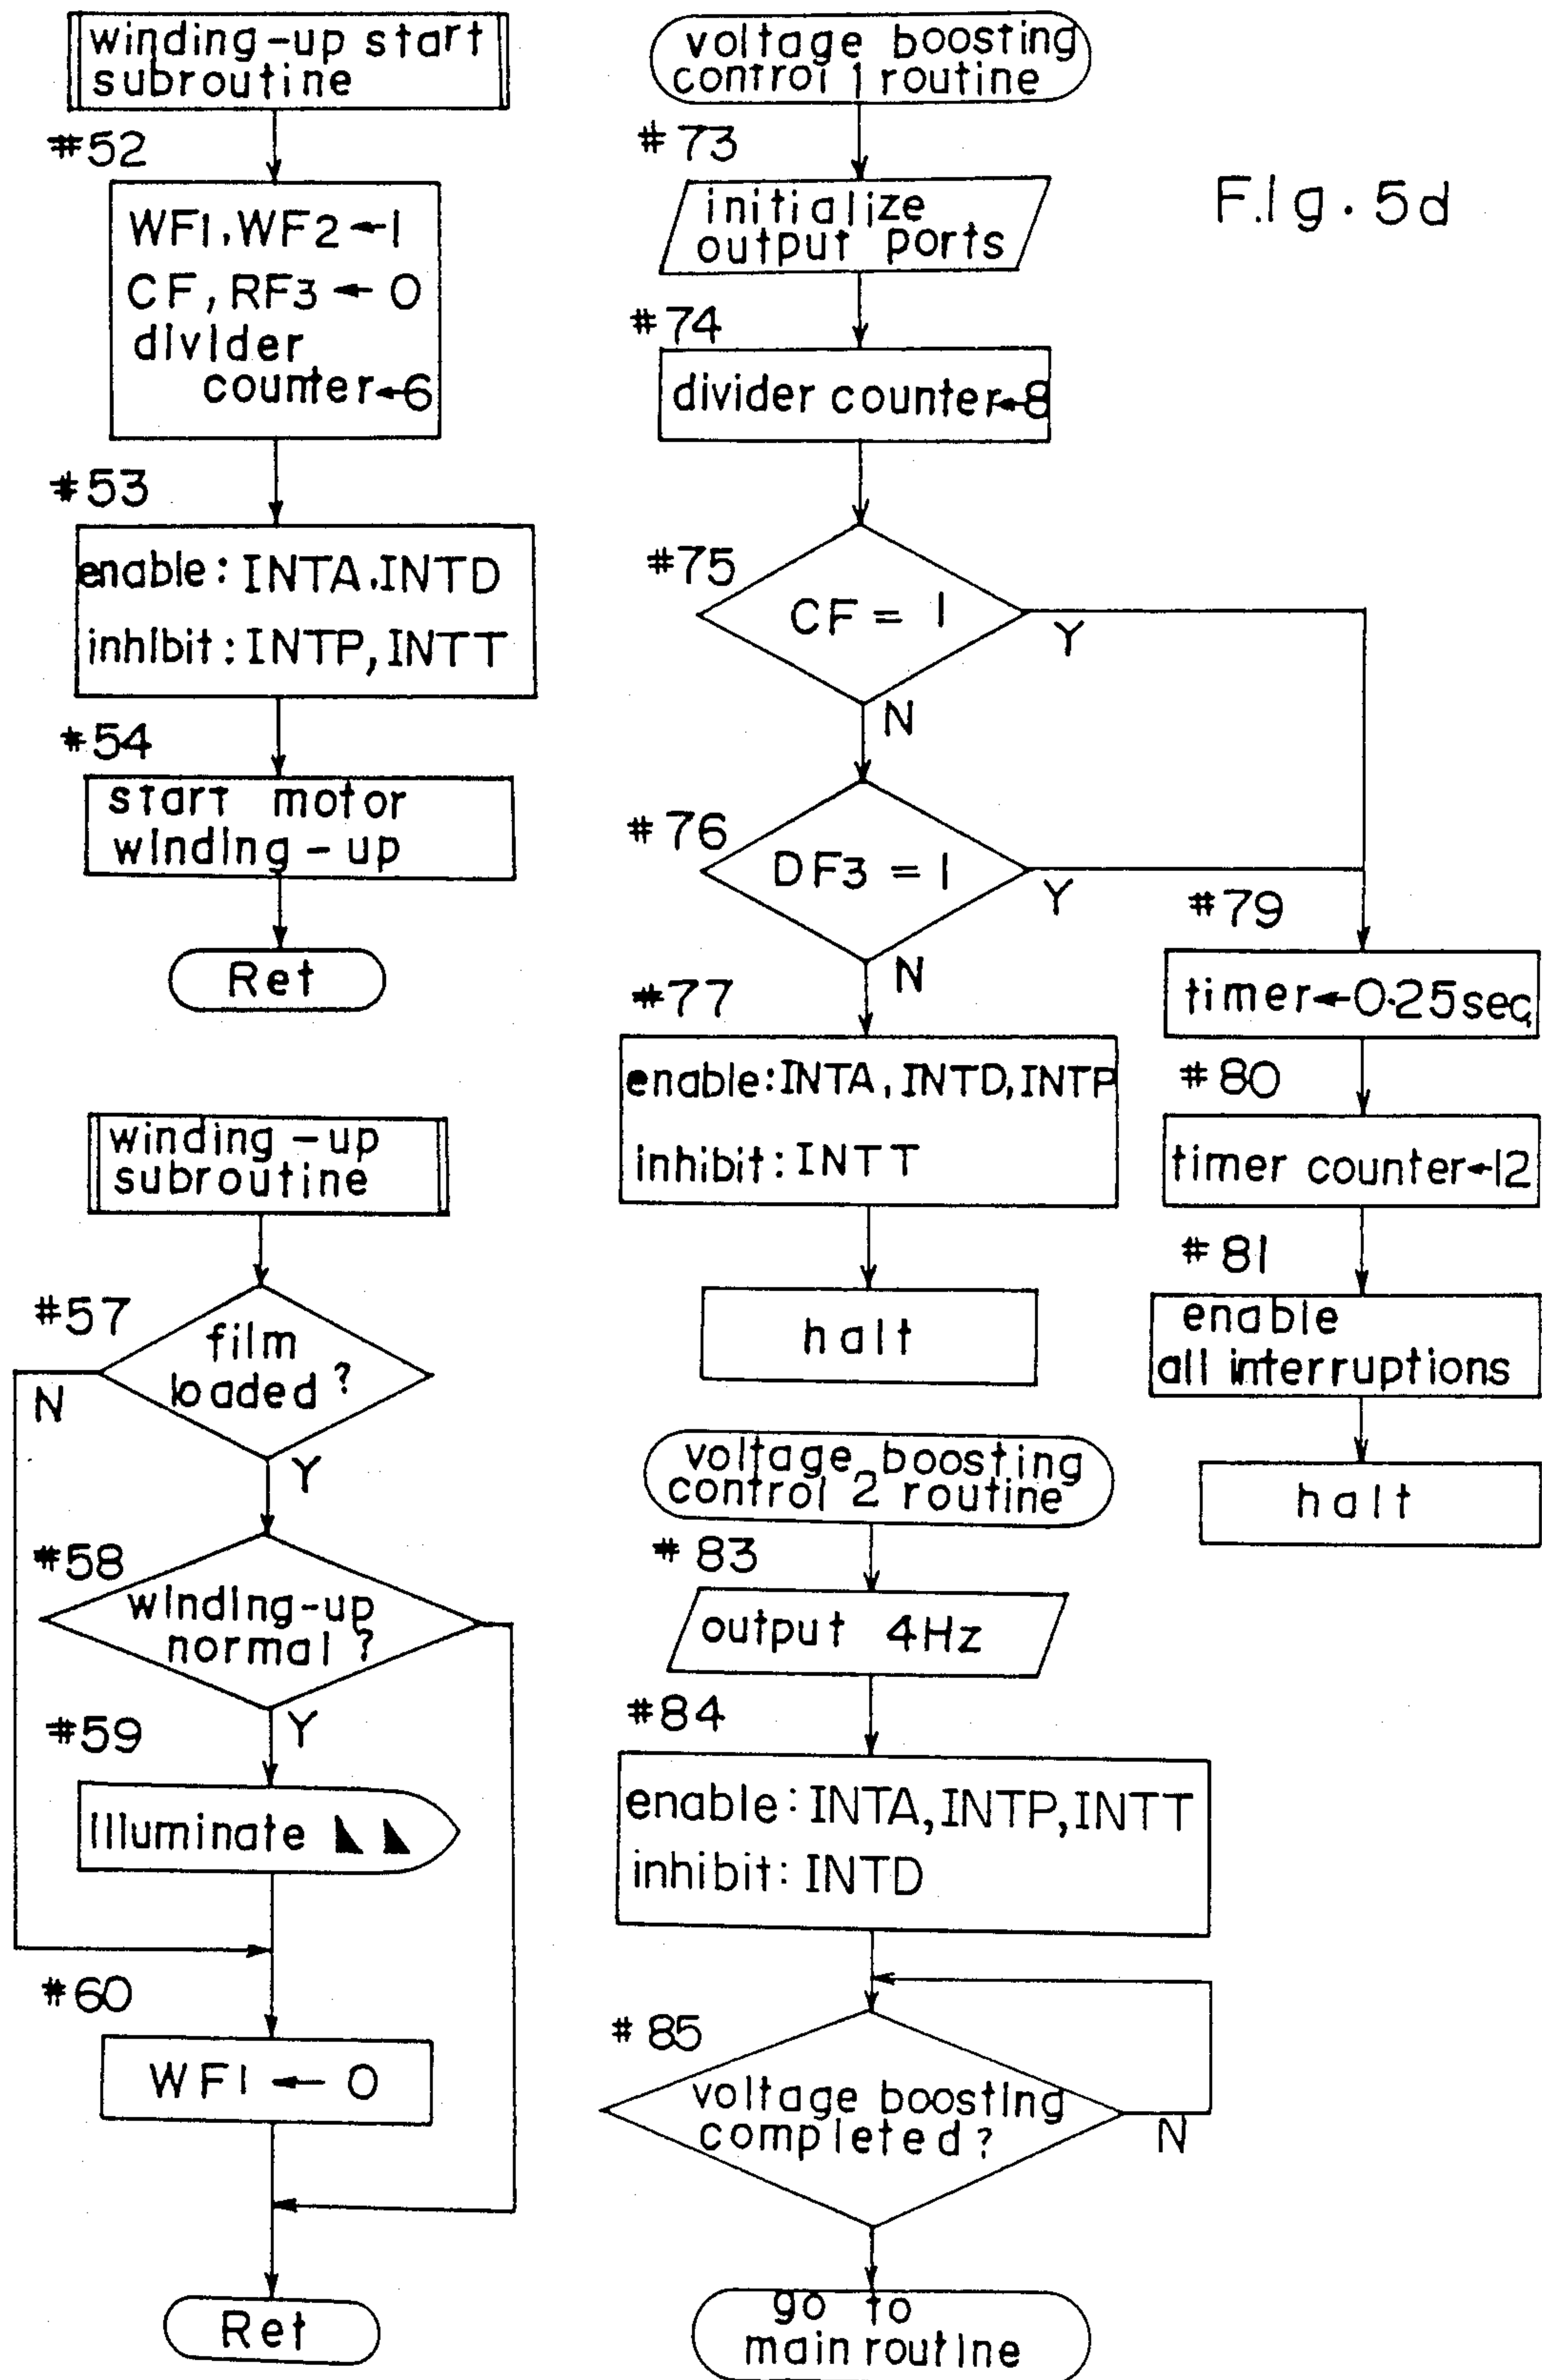 winding-up start
subroutine
#52
WF1, WF2←1
CF, RF3 ← 0
divider
counter←6
#53
enable: INTA, INTD
inhibit: INTP, INTT
#54
start motor
winding-up
Ret
winding-up
subroutine
#57
film
loaded?
N
Y
#58
winding-up
normal?
Y
#59
Illuminate
#60
WF1 ← 0
Ret
voltage boosting
control 1 routine
#73
initialize
output ports
#74
divider counter←8
#75
CF = 1
Y
N
#76
DF3 = 1
Y
N
#77
enable: INTA, INTD, INTP
inhibit: INTT
halt
#79
timer←0.25sec
#80
timer counter←12
#81
enable
all interruptions
halt
voltage boosting
control 2 routine
#83
output 4Hz
#84
enable: INTA, INTP, INTT
inhibit: INTD
#85
voltage boosting
completed?
N
go to
main routine
Fig. 5d